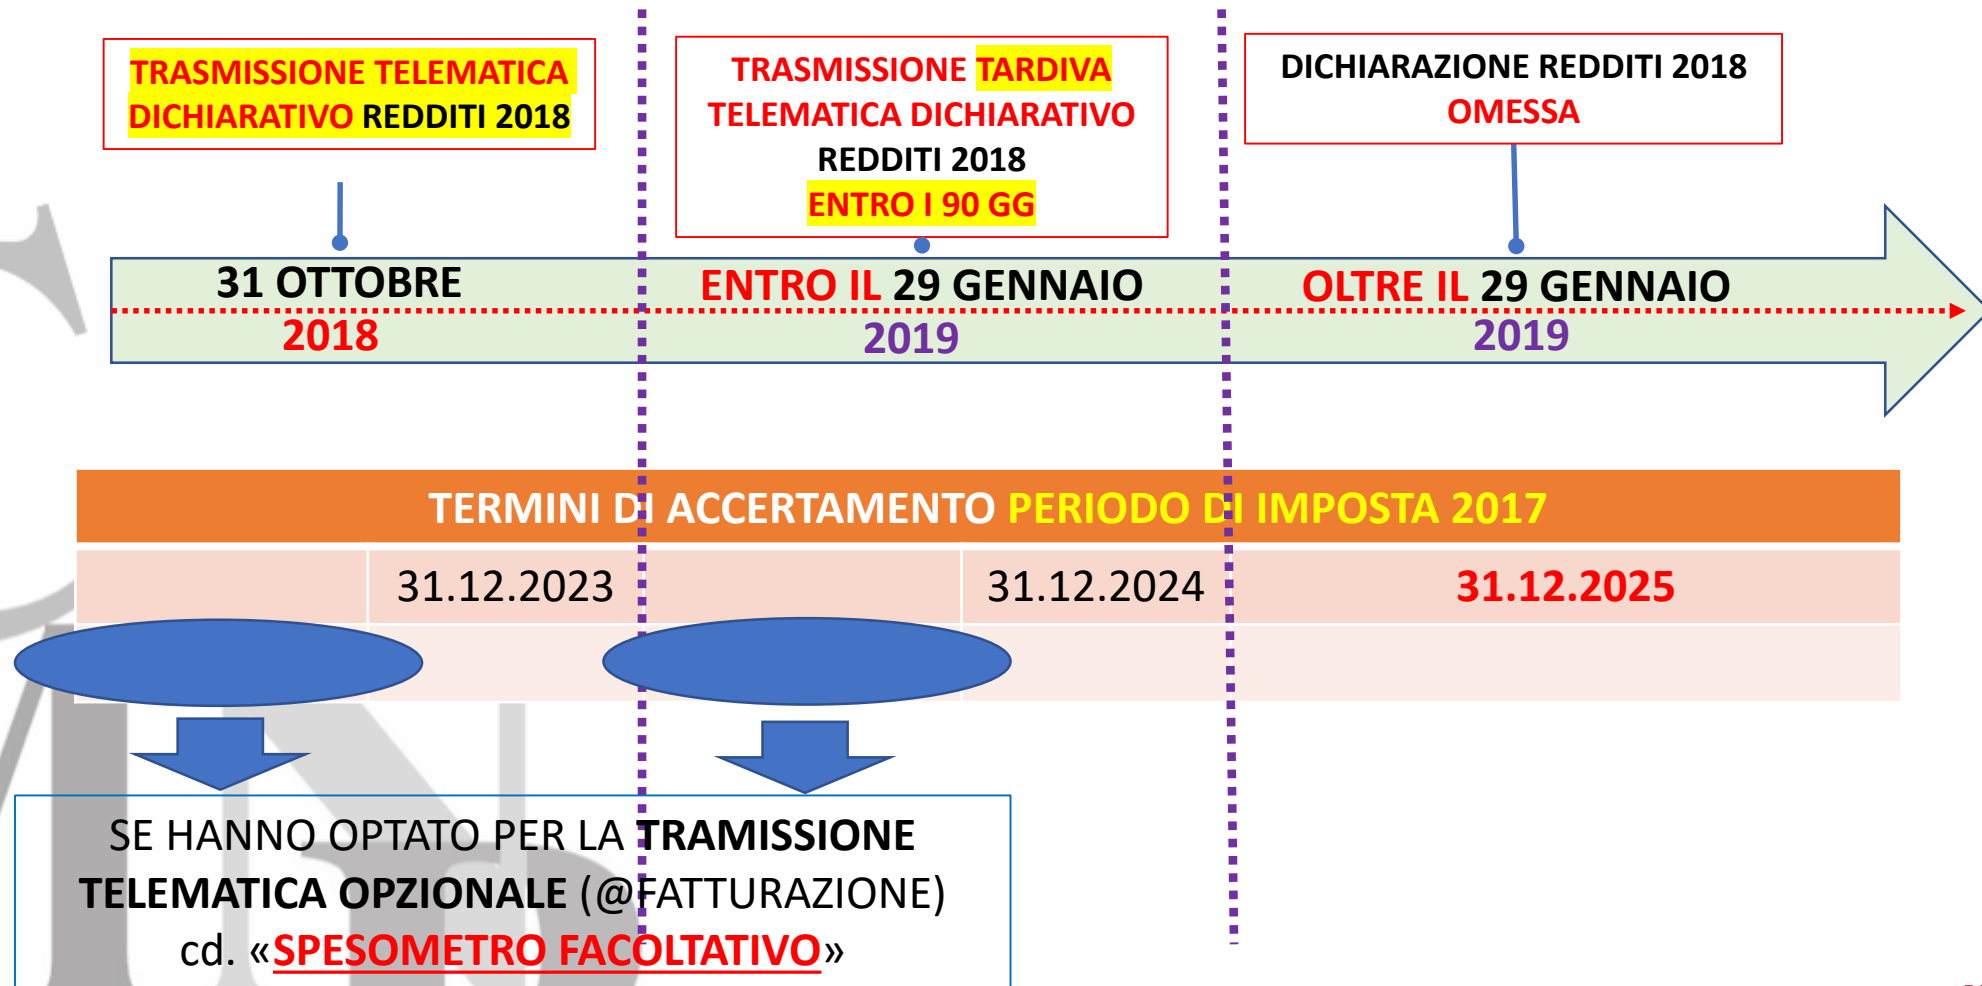 TRASMISSIONE TELEMATICA
DICHIARATIVO REDDITI 2018
TRASMISSIONE TARDIVA
TELEMATICA DICHIARATIVO
REDDITI 2018
ENTRO I 90 GG
DICHIARAZIONE REDDITI 2018
OMESSA
31 OTTOBRE
2018
ENTRO IL 29 GENNAIO
2019
OLTRE IL 29 GENNAIO
2019
TERMINI DI ACCERTAMENTO PERIODO DI IMPOSTA 2017
31.12.2023
31.12.2024
31.12.2025
SE HANNO OPTATO PER LA TRAMISSIONE
TELEMATICA OPZIONALE (@FATTURAZIONE)
cd. «SPESOMETRO FACOLTATIVO»